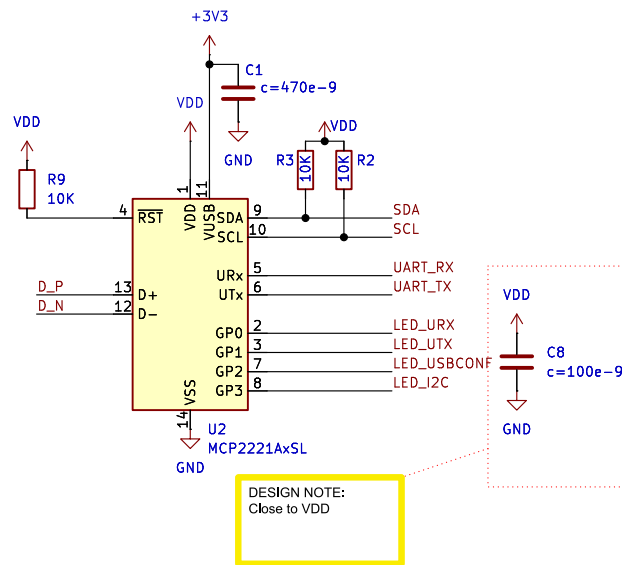 +3V3
C1
c=470e-9
VDD
GND
VDD
VDD
R3
10K
10K
R2
R9
10K
1
11
VDD
VUSB
4
RST
SDA
9
SDA
SCL
10
SCL
URx
5
UART_RX
D_P
13
D+
UTx
6
UART_TX
D_N
12
D-
GP0
2
LED_URX
GP1
3
LED_UTX
GP2
7
LED_USBCONF
GP3
8
LED_I2C
VSS
14
U2
MCP2221AxSL
GND
VDD
C8
c=100e-9
GND
DESIGN NOTE:
Close to VDD